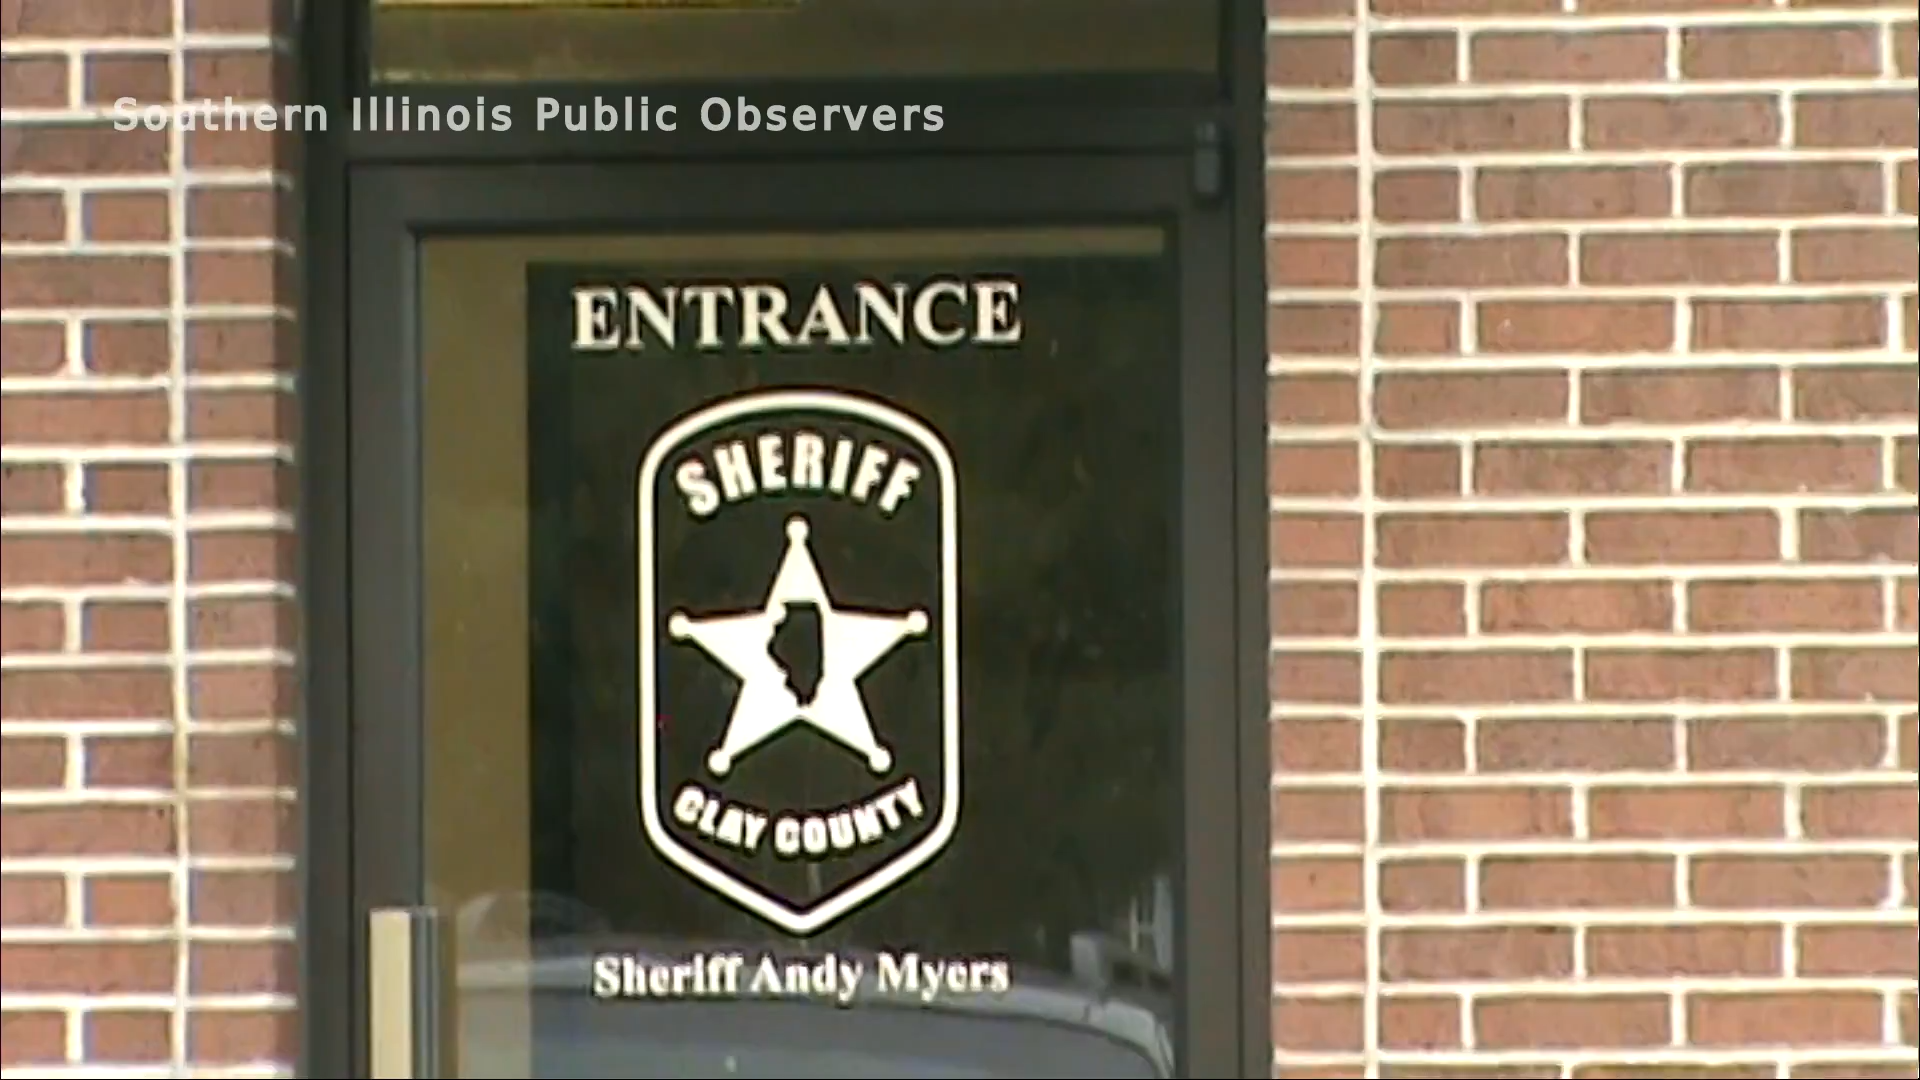 Southern Illinois Public Observers
ENTRANCE
SHERIFF
CLAY COUNTY
Sheriff Andy Myers